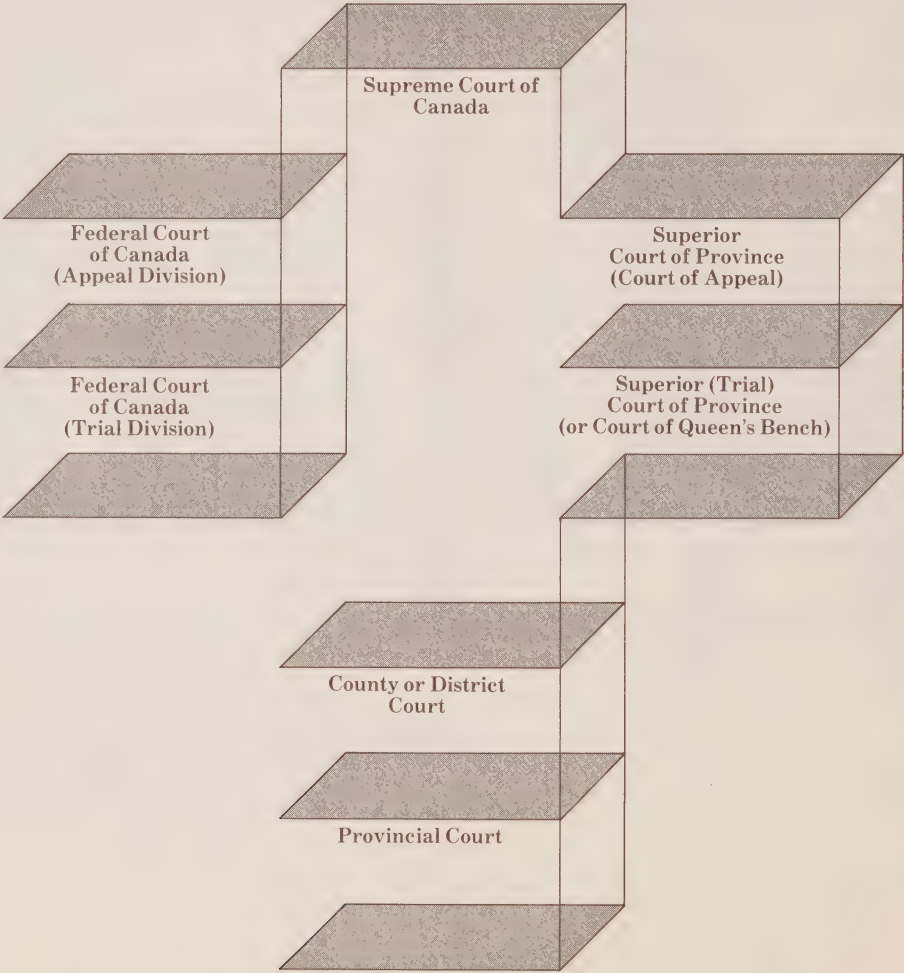 Supreme Court of
Canada
Federal Court
of Canada
(Appeal Division)
Superior
Court of Province
(Court of Appeal)
Federal Court
of Canada
(Trial Division)
Superior (Trial)
Court of Province
(or Court of Queen's Bench)
County or District
Court
Provincial Court